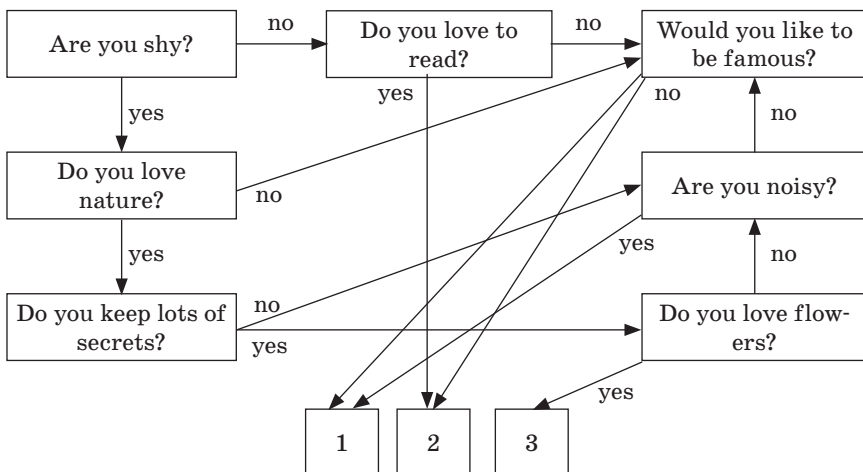 Are you shy?
no
Do you love to
read?
no
Would you like to
be famous?
yes
yes
no
no
Do you love
nature?
no
Are you noisy?
yes
yes
no
Do you keep lots of
secrets?
no
yes
Do you love flow-
ers?
yes
1
2
3